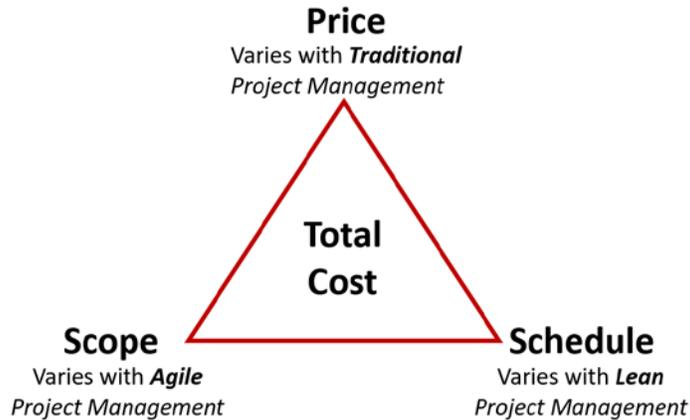 Price
Varies with Traditional
Project Management
Total
Cost
Scope
Varies with Agile
Project Management
Schedule
Varies with Lean
Project Management